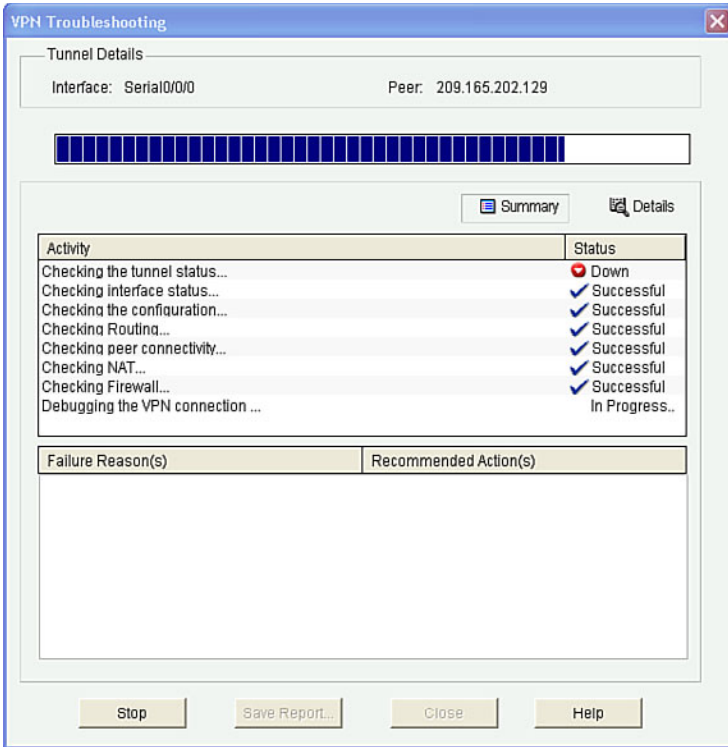 VPN Troubleshooting
Tunnel Details
Interface: Serial0/0/0 Peer: 209.165.202.129
Summary Details
Activity Status
Checking the tunnel status... Down
Checking interface status... Successful
Checking the configuration... Successful
Checking Routing... Successful
Checking peer connectivity... Successful
Checking NAT... Successful
Checking Firewall... Successful
Debugging the VPN connection ... In Progress..
Failure Reason(s) Recommended Action(s)
Stop Save Report... Close Help